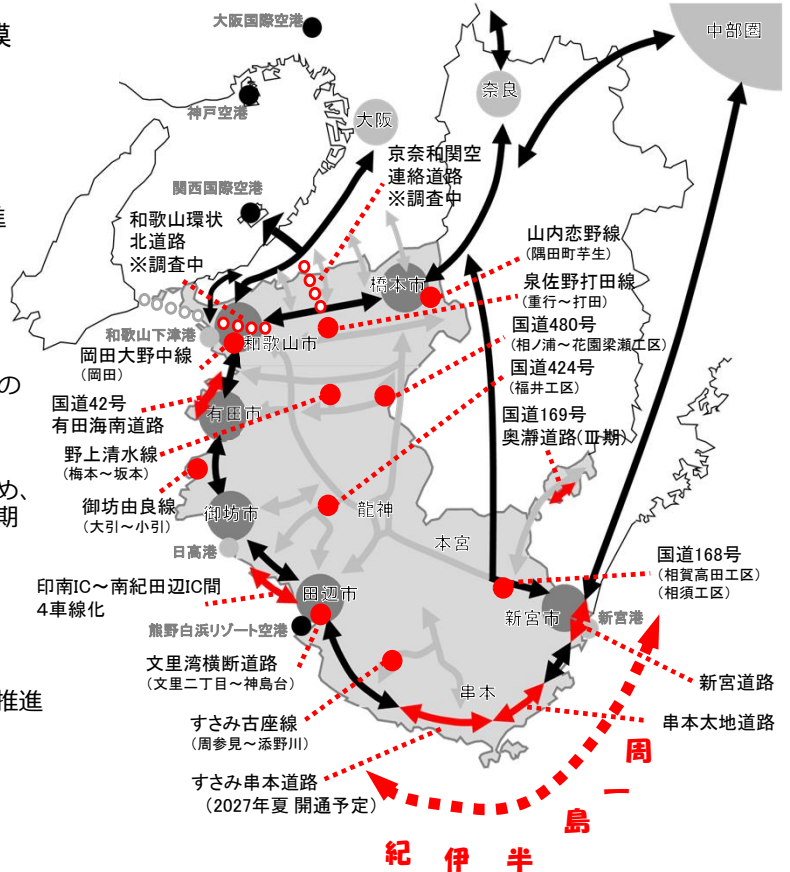 模
進
の
め、
期
推進
大阪国際空港
中部圏
奈良
神戸空港
大阪
京奈和関空
連絡道路
※調査中
関西国際空港
和歌山環状
北道路
※調査中
山内恋野線
(隅田町芋生)
橋本市
泉佐野打田線
(重行～打田)
国道480号
(相ノ浦～花園梁瀬工区)
和歌山下津港
和歌山市
岡田大野中線
(岡田)
国道424号
(福井工区)
国道42号
有田海南道路
有田市
国道169号
奥瀞道路(Ⅲ期)
野上清水線
(梅本～坂本)
御坊由良線
(大引～小引)
御坊市
龍神
本宮
日高港
国道168号
(相賀高田工区)
(相須工区)
印南IC～南紀田辺IC間
4車線化
田辺市
新宮市
新宮港
熊野白浜リゾート空港
文里湾横断道路
(文里二丁目～神島台)
新宮道路
串本
串本太地道路
すさみ古座線
(周参見～添野川)
すさみ串本道路
(2027年夏 開通予定)
紀伊半島一周